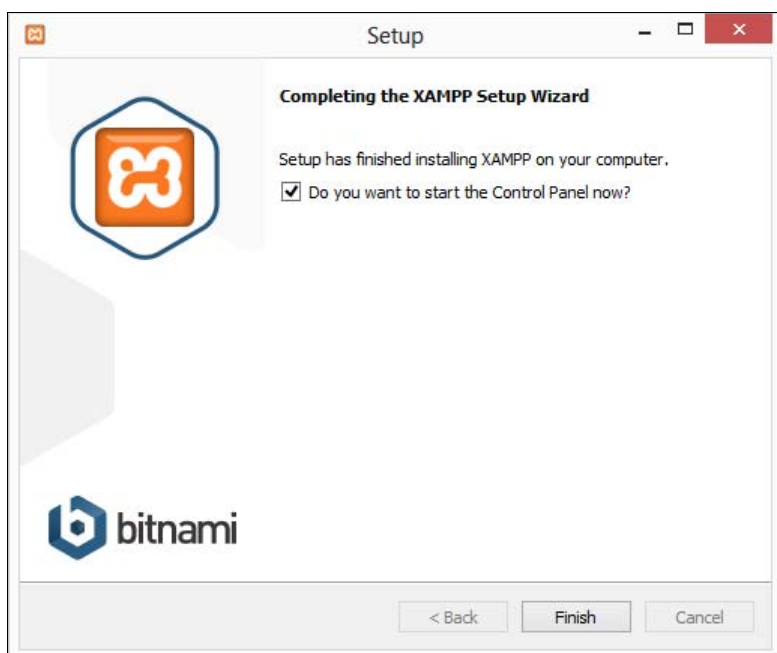 Setup
Completing the XAMPP Setup Wizard
Setup has finished installing XAMPP on your computer.
Do you want to start the Control Panel now?
bitnami
< Back
Finish
Cancel